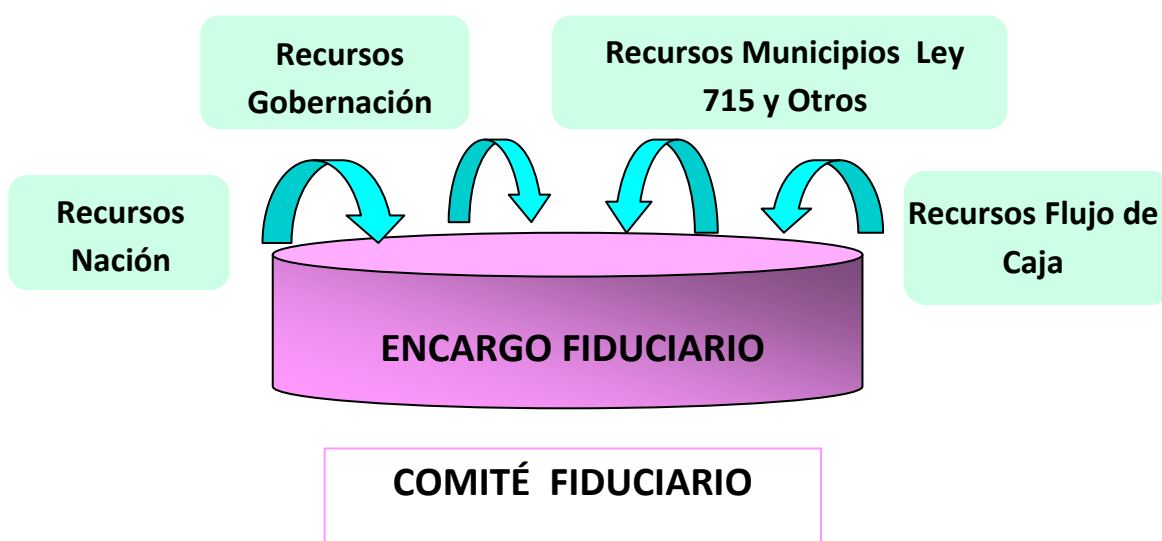 Recursos
Gobernación
Recursos Municipios Ley
715 y Otros
Recursos
Nación
Recursos Flujo de
Caja
ENCARGO FIDUCIARIO
COMITÉ FIDUCIARIO